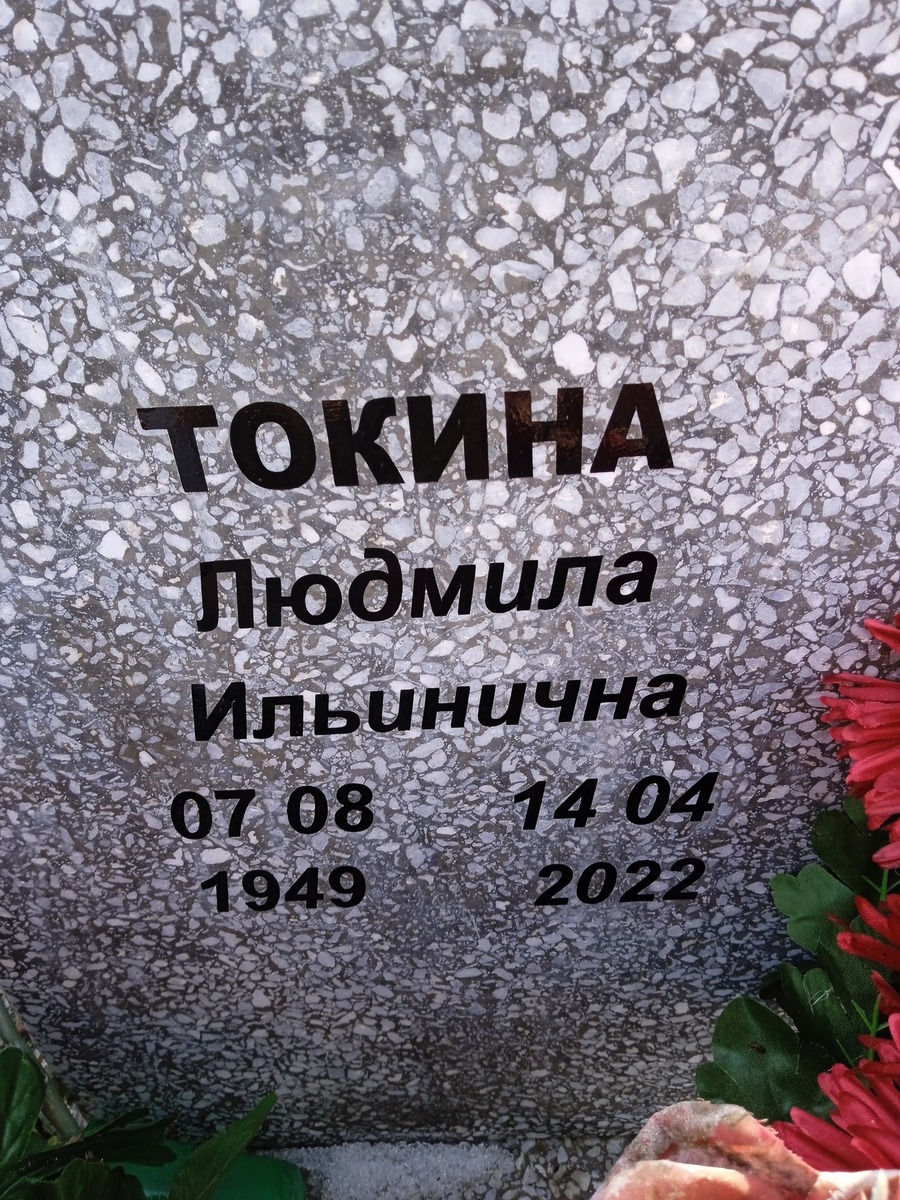 ТОКИНА
Людмила
Ильинична
07 08 14 04
1949 2022